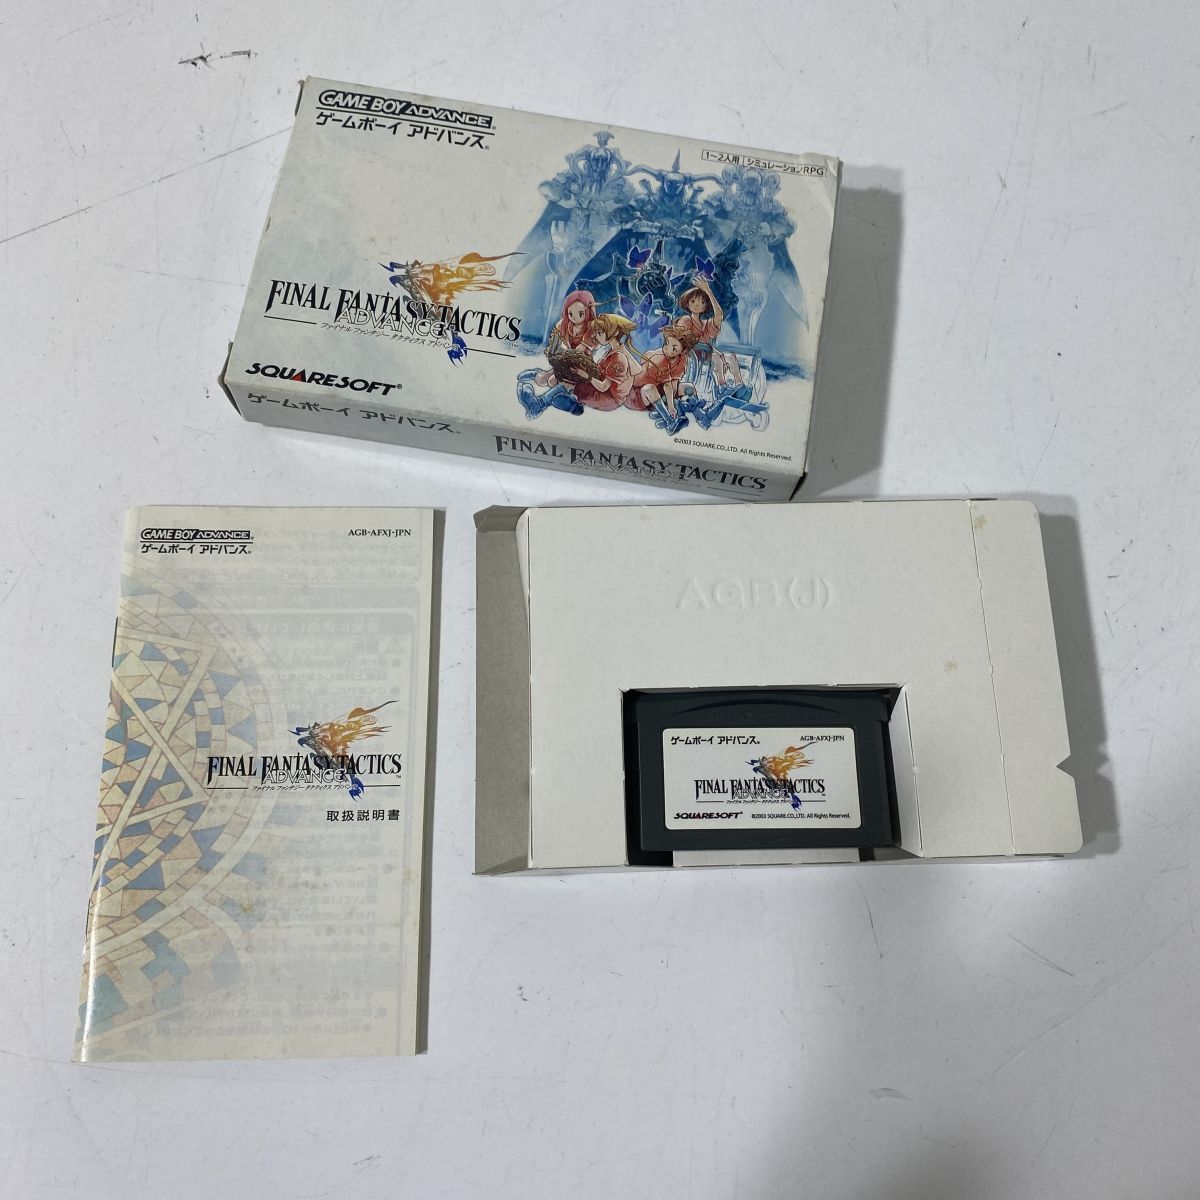 GAME BOY ADVANCE
ゲームボーイ アドバンス®
1～2人用 シミュレーションRPG
FINAL FANTASY TACTICS™
ADVANCE
ファイナル ファンタジー タクティクス アドバンス
SQUARESOFT®
©2003 SQUARE CO.,LTD. All Rights Reserved.
ゲームボーイ アドバンス®
FINAL FANTASY TACTICS™
ADVANCE
GAME BOY ADVANCE
ゲームボーイ アドバンス®
AGB-AFXJ-JPN
FINAL FANTASY TACTICS™
ADVANCE
ファイナル ファンタジー タクティクス アドバンス
取扱説明書
AGB(J)
ゲームボーイ アドバンス®
AGB-AFXJ-JPN
FINAL FANTASY TACTICS™
ADVANCE
ファイナル ファンタジー タクティクス アドバンス
SQUARESOFT®
©2003 SQUARE CO.,LTD. All Rights Reserved.